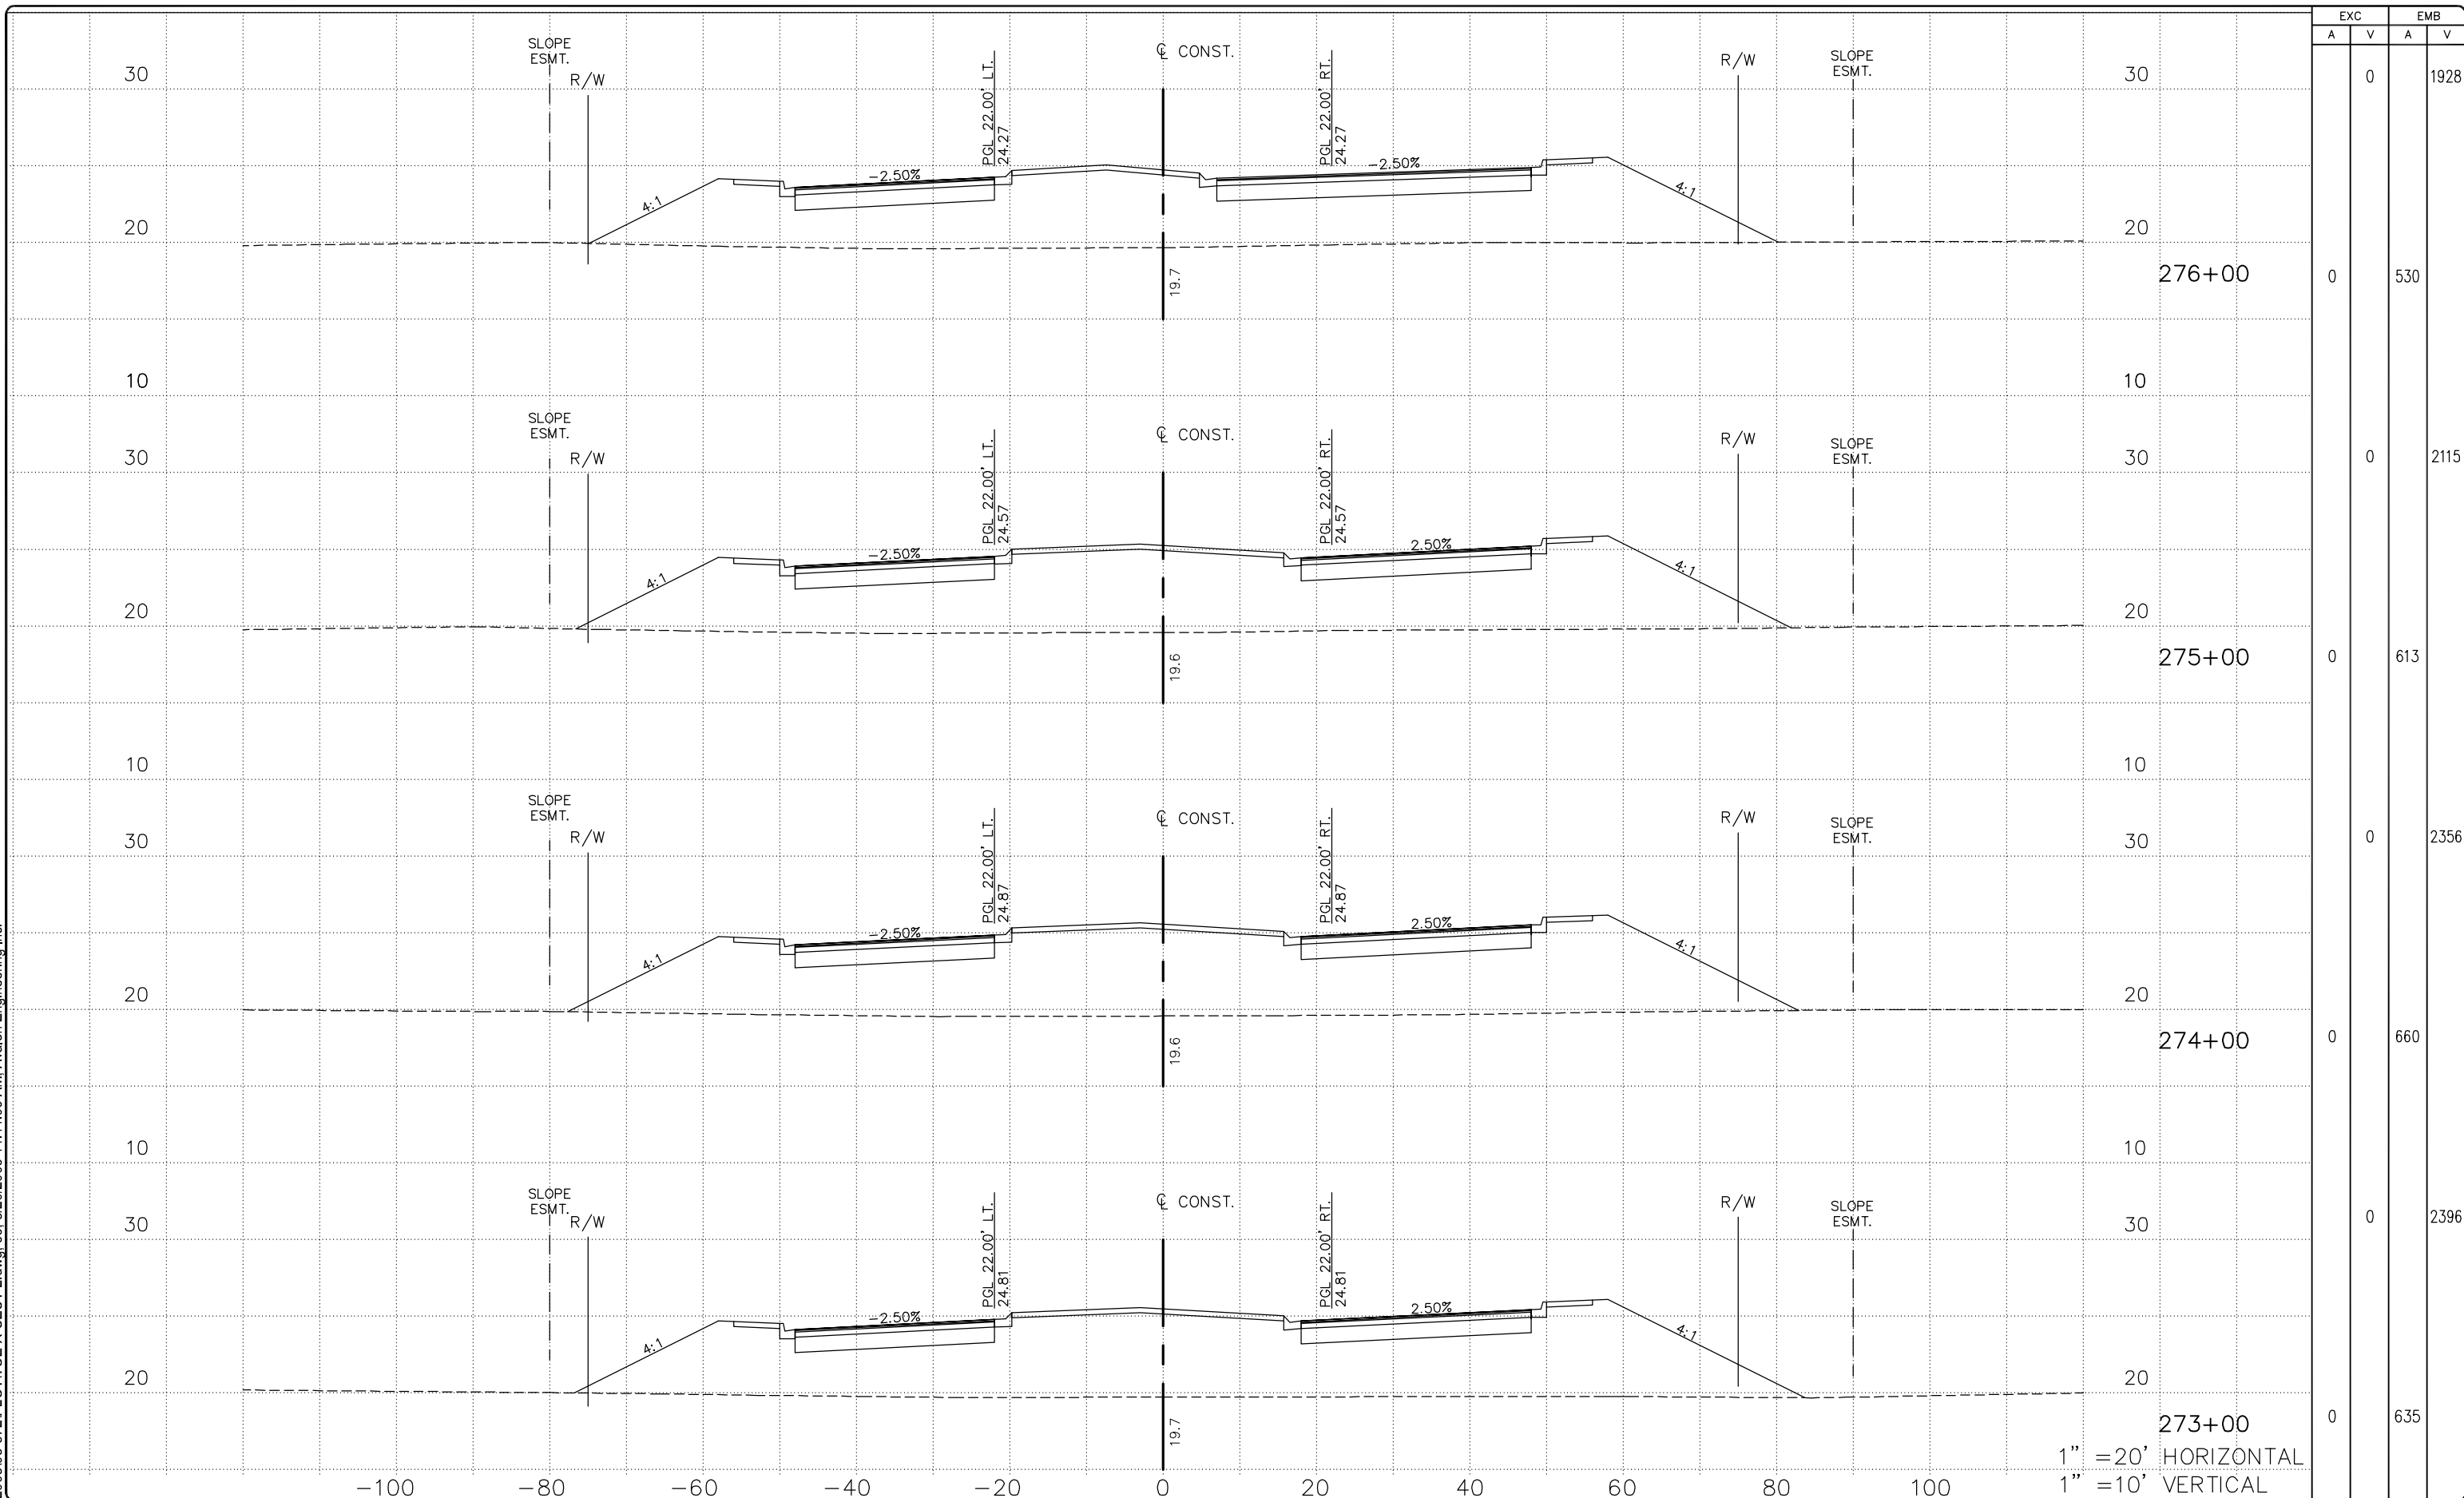 EXC EMB
A V A V
SLOPE ESMT.
R/W
PGL 22.00' LT.
24.27
℄ CONST.
PGL 22.00' RT.
24.27
R/W
SLOPE ESMT.
30 30 0 1928
4:1 -2.50% -2.50% 4:1
20 20
19.7
276+00 0 530
10 10
SLOPE ESMT.
R/W
PGL 22.00' LT.
24.57
℄ CONST.
PGL 22.00' RT.
24.57
R/W
SLOPE ESMT.
30 30 0 2115
4:1 -2.50% 2.50% 4:1
20 20
19.6
275+00 0 613
10 10
SLOPE ESMT.
R/W
PGL 22.00' LT.
24.87
℄ CONST.
PGL 22.00' RT.
24.87
R/W
SLOPE ESMT.
30 30 0 2356
4:1 -2.50% 2.50% 4:1
20 20
19.6
274+00 0 660
10 10
SLOPE ESMT.
R/W
PGL 22.00' LT.
24.81
℄ CONST.
PGL 22.00' RT.
24.81
R/W
SLOPE ESMT.
30 30 0 2396
4:1 -2.50% 2.50% 4:1
20 20
19.7
273+00 0 635
1" =20' HORIZONTAL
1" =10' VERTICAL
-100 -80 -60 -40 -20 0 20 40 60 80 100